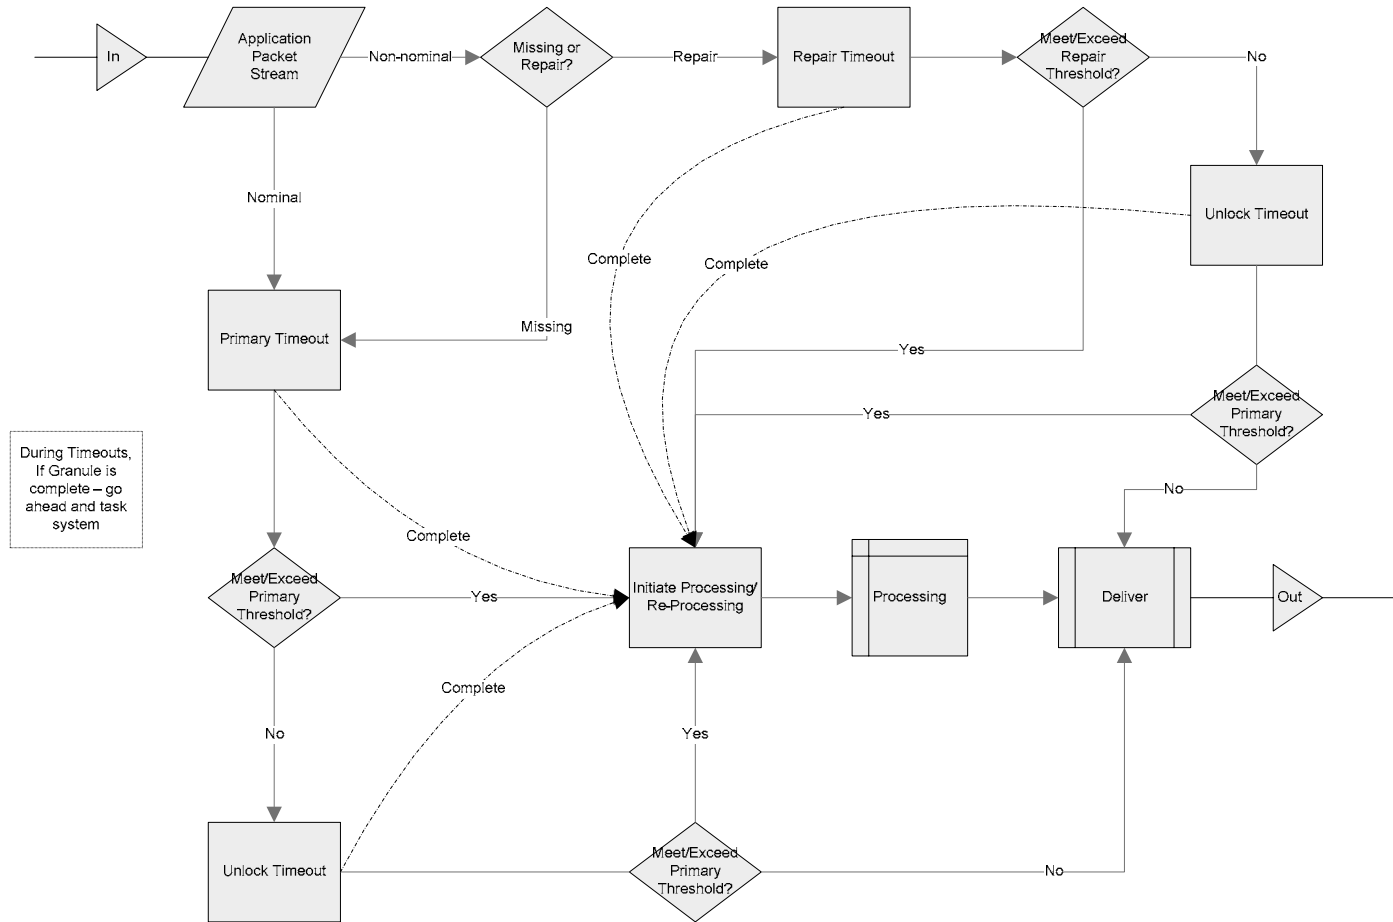 In
Application
Packet
Stream
Non-nominal
Missing or
Repair?
Repair
Repair Timeout
Meet/Exceed
Repair
Threshold?
No
Nominal
Unlock Timeout
Complete
Complete
Primary Timeout
Missing
Yes
Yes
Meet/Exceed
Primary
Threshold?
During Timeouts,
If Granule is
complete – go
ahead and task
system
No
Complete
Meet/Exceed
Primary
Threshold?
Yes
Initiate Processing/
Re-Processing
Processing
Deliver
Out
Complete
No
Yes
Unlock Timeout
Meet/Exceed
Primary
Threshold?
No